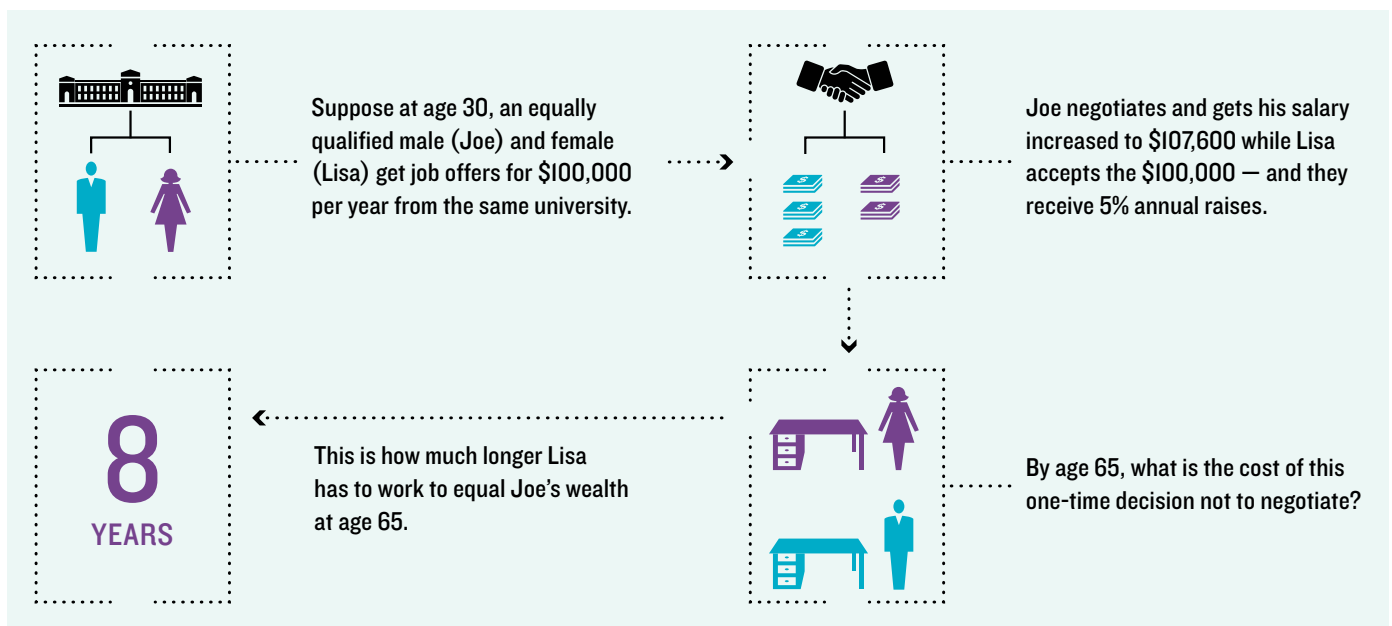 Suppose at age 30, an equally
qualified male (Joe) and female
(Lisa) get job offers for $100,000
per year from the same university.
$
$
$
$
$
Joe negotiates and gets his salary
increased to $107,600 while Lisa
accepts the $100,000 — and they
receive 5% annual raises.
By age 65, what is the cost of this
one-time decision not to negotiate?
This is how much longer Lisa
has to work to equal Joe’s wealth
at age 65.
8
YEARS